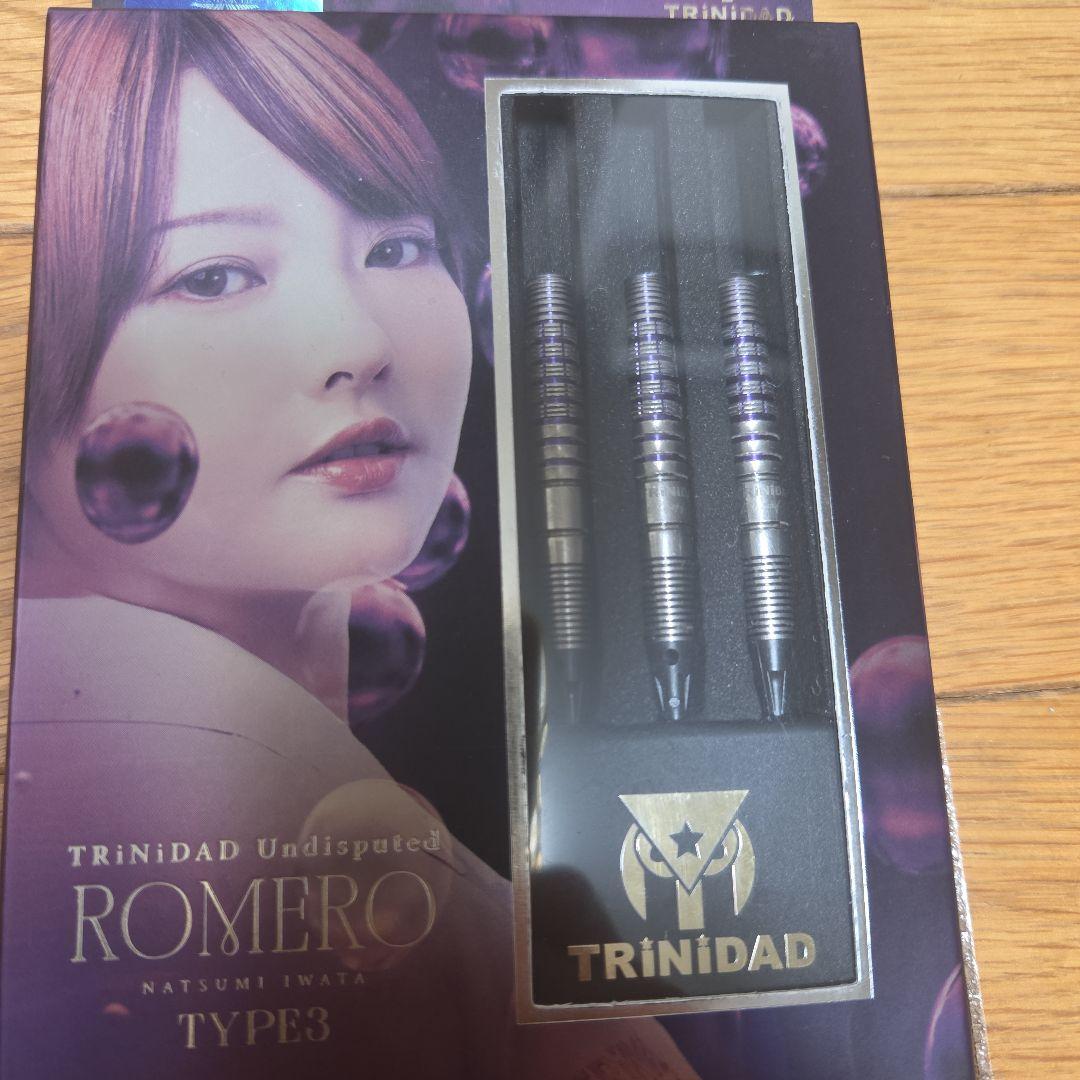 TRiNiDAD
TRiNiDAD Undisputed
ROMERO
NATSUMI IWATA
TYPE3
TRiNiDAD